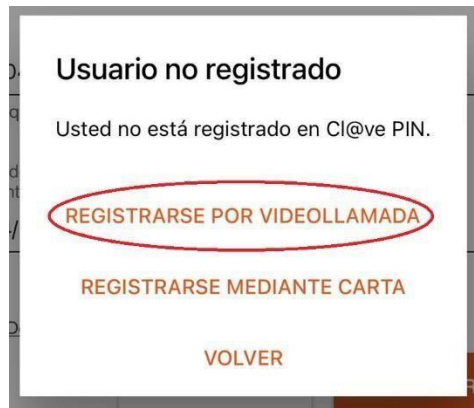 Usuario no registrado
Usted no está registrado en Cl@ve PIN.
REGISTRARSE POR VIDEOLLAMADA
REGISTRARSE MEDIANTE CARTA
VOLVER